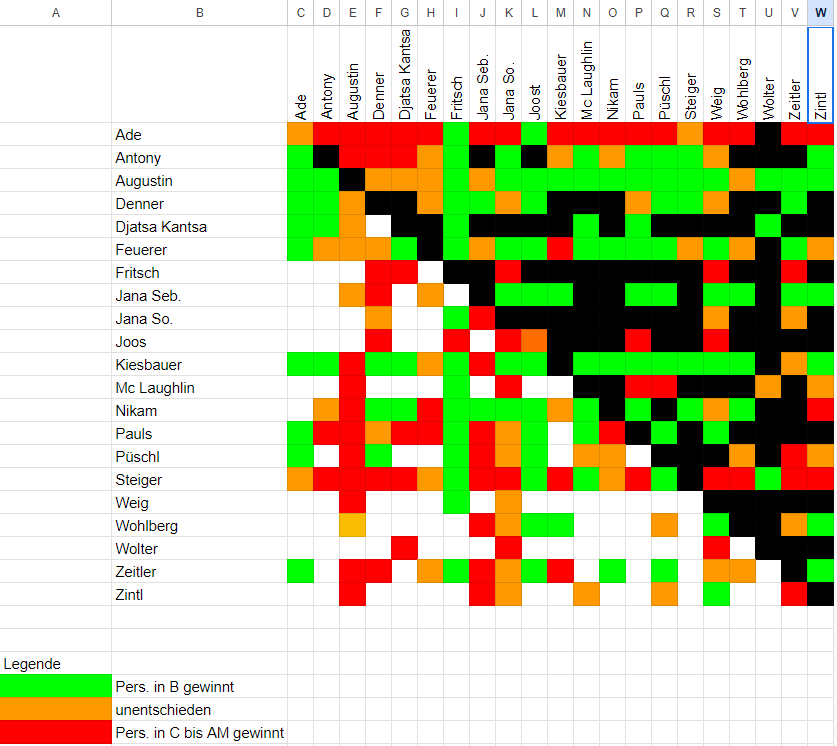 A B C D E F G H I J K L M N O P Q R S T U V W
Ade Antony Augustin Denner Djatsa Kantsa Feuerer Fritsch Jana Seb. Jana So. Joost Kiesbauer Mc Laughlin Nikam Pauls Püschl Steiger Weig Wohlberg Wolter Zeitler Zintl
Ade
Antony
Augustin
Denner
Djatsa Kantsa
Feuerer
Fritsch
Jana Seb.
Jana So.
Joos
Kiesbauer
Mc Laughlin
Nikam
Pauls
Püschl
Steiger
Weig
Wohlberg
Wolter
Zeitler
Zintl
Legende
Pers. in B gewinnt
unentschieden
Pers. in C bis AM gewinnt